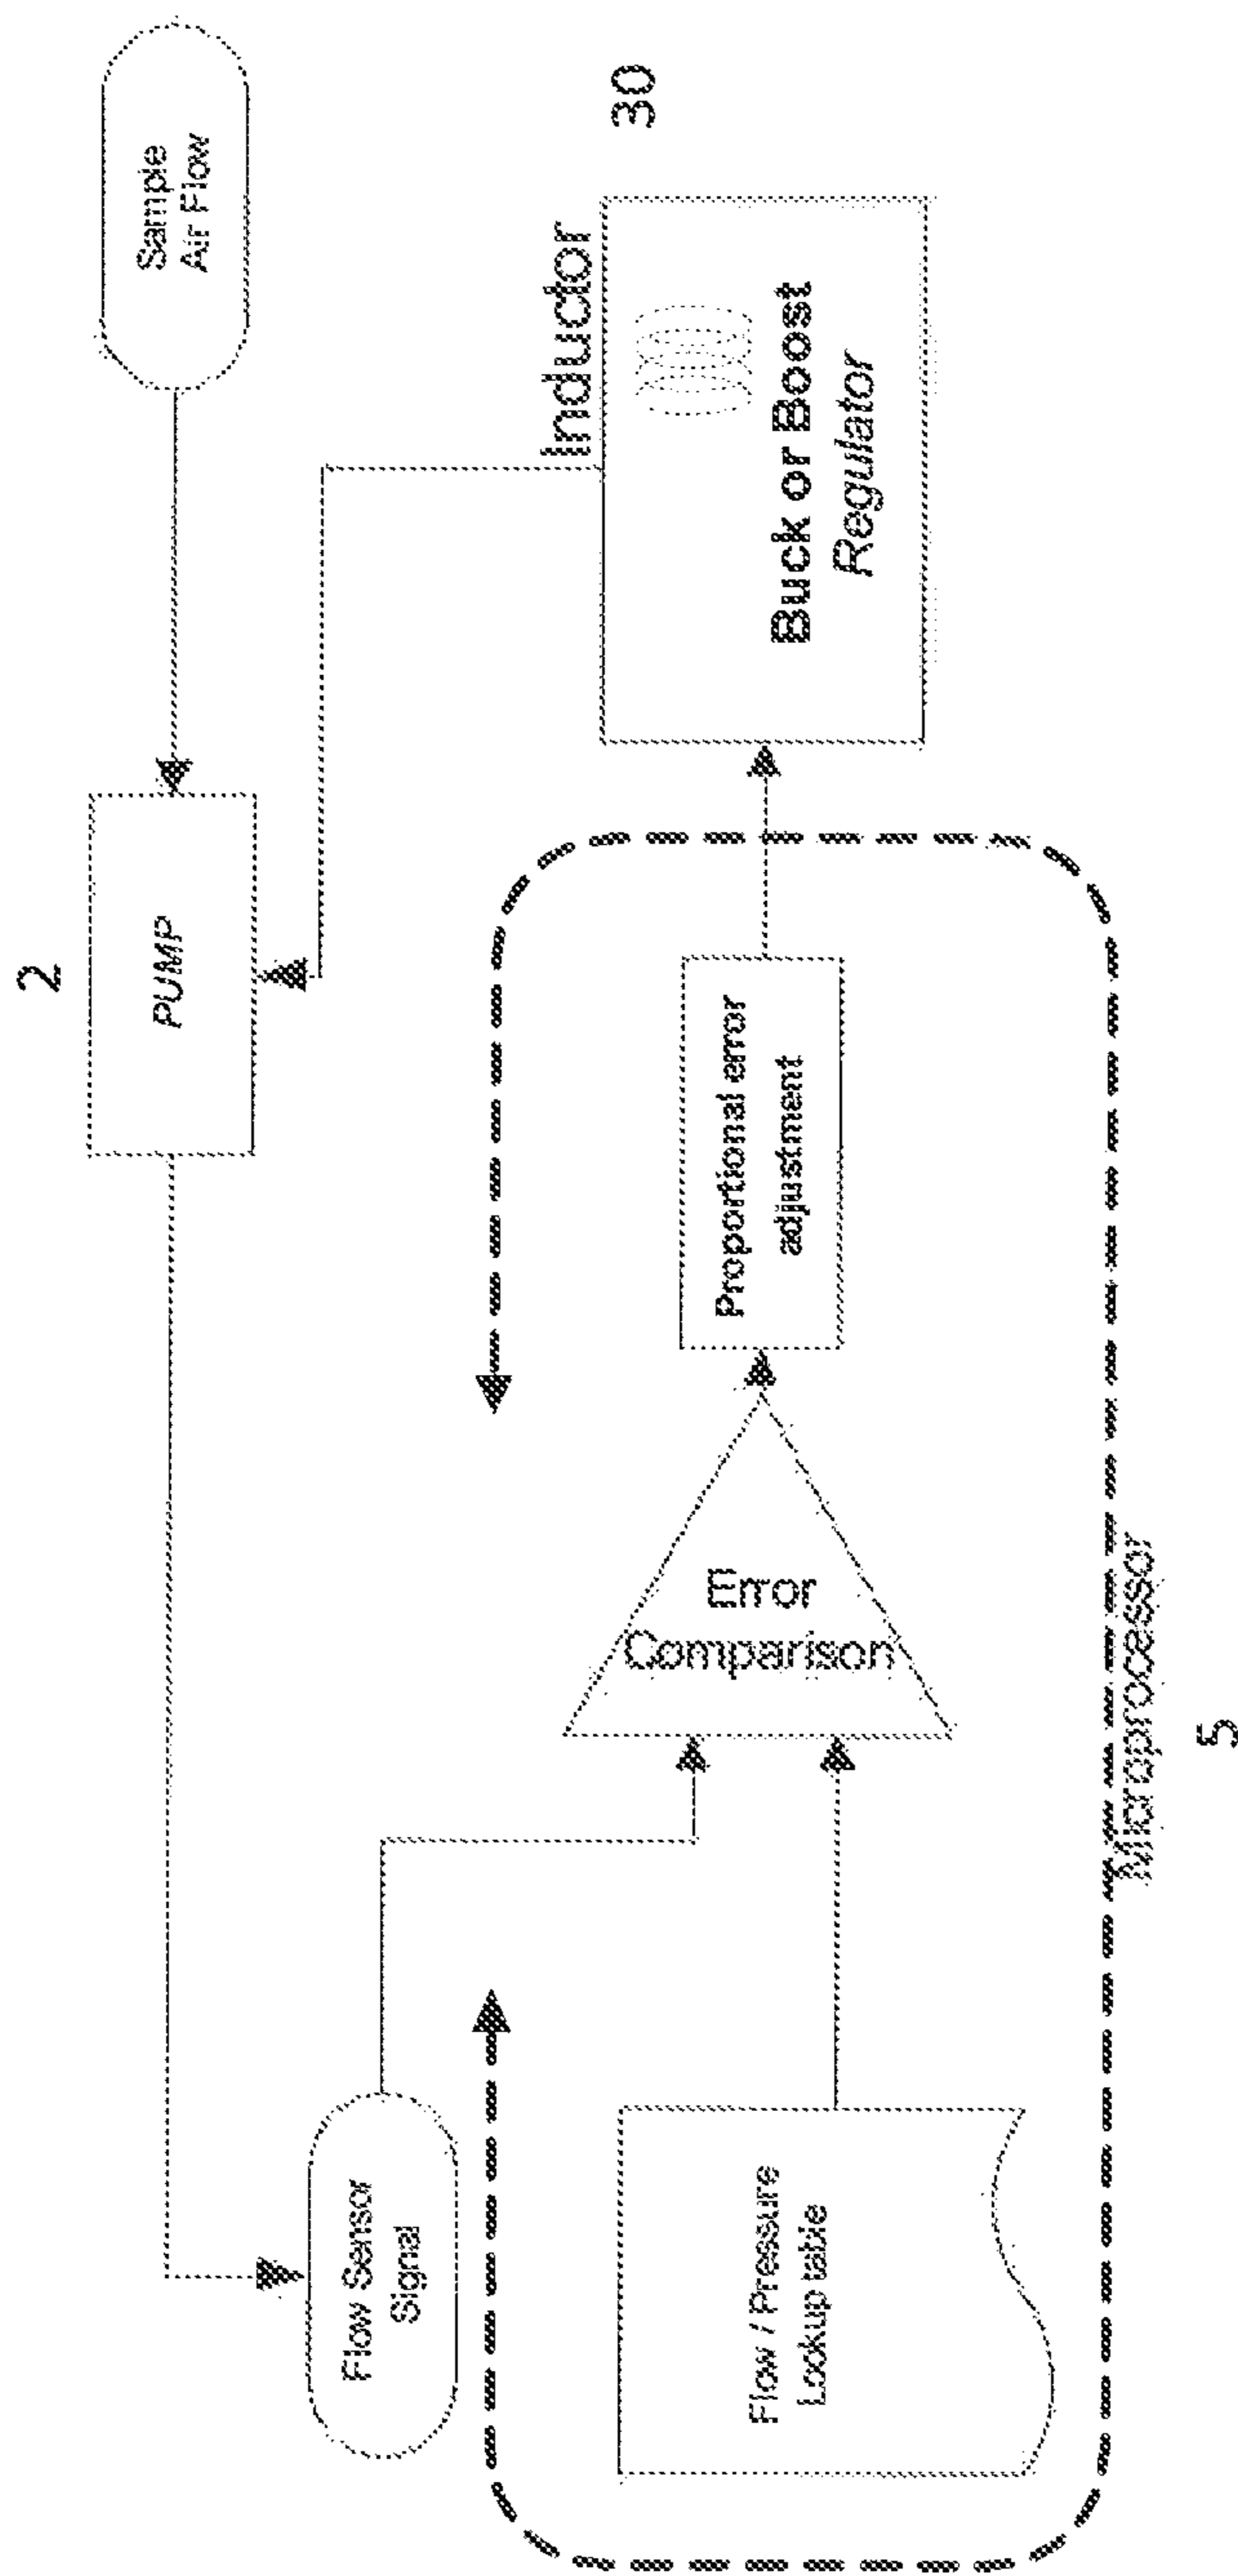 2
PUMP
Sample
Air Flow
Flow Sensor
Signal
30
Inductor
Buck or Boost
Regulator
Proportional error
adjustment
Error
Comparison
Flow / Pressure
Lookup table
Microprocessor
5